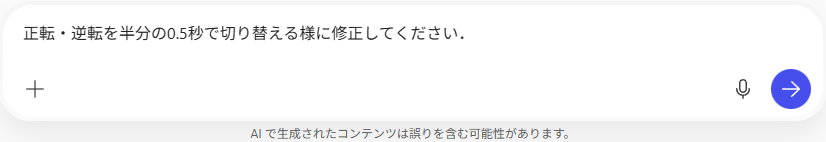 正転・逆転を半分の0.5秒で切り替える様に修正してください．
AI で生成されたコンテンツは誤りを含む可能性があります。